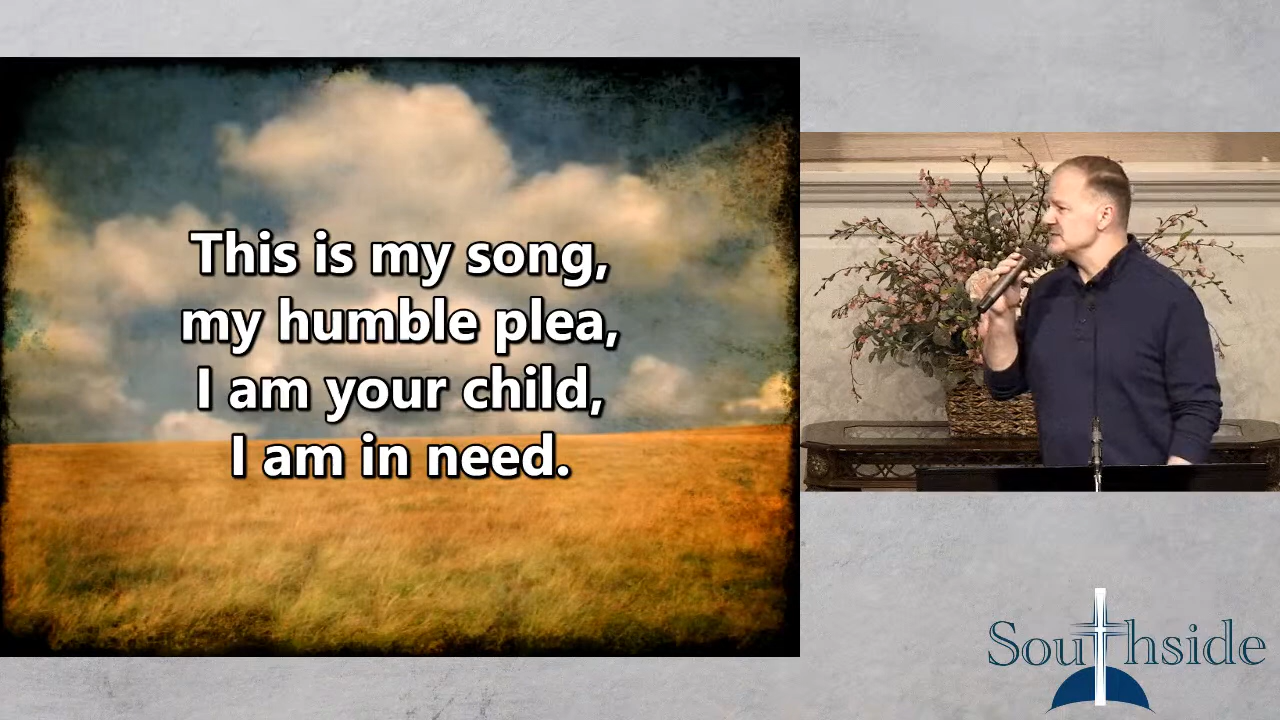 This is my song,
my humble plea,
I am your child,
I am in need.
Southside